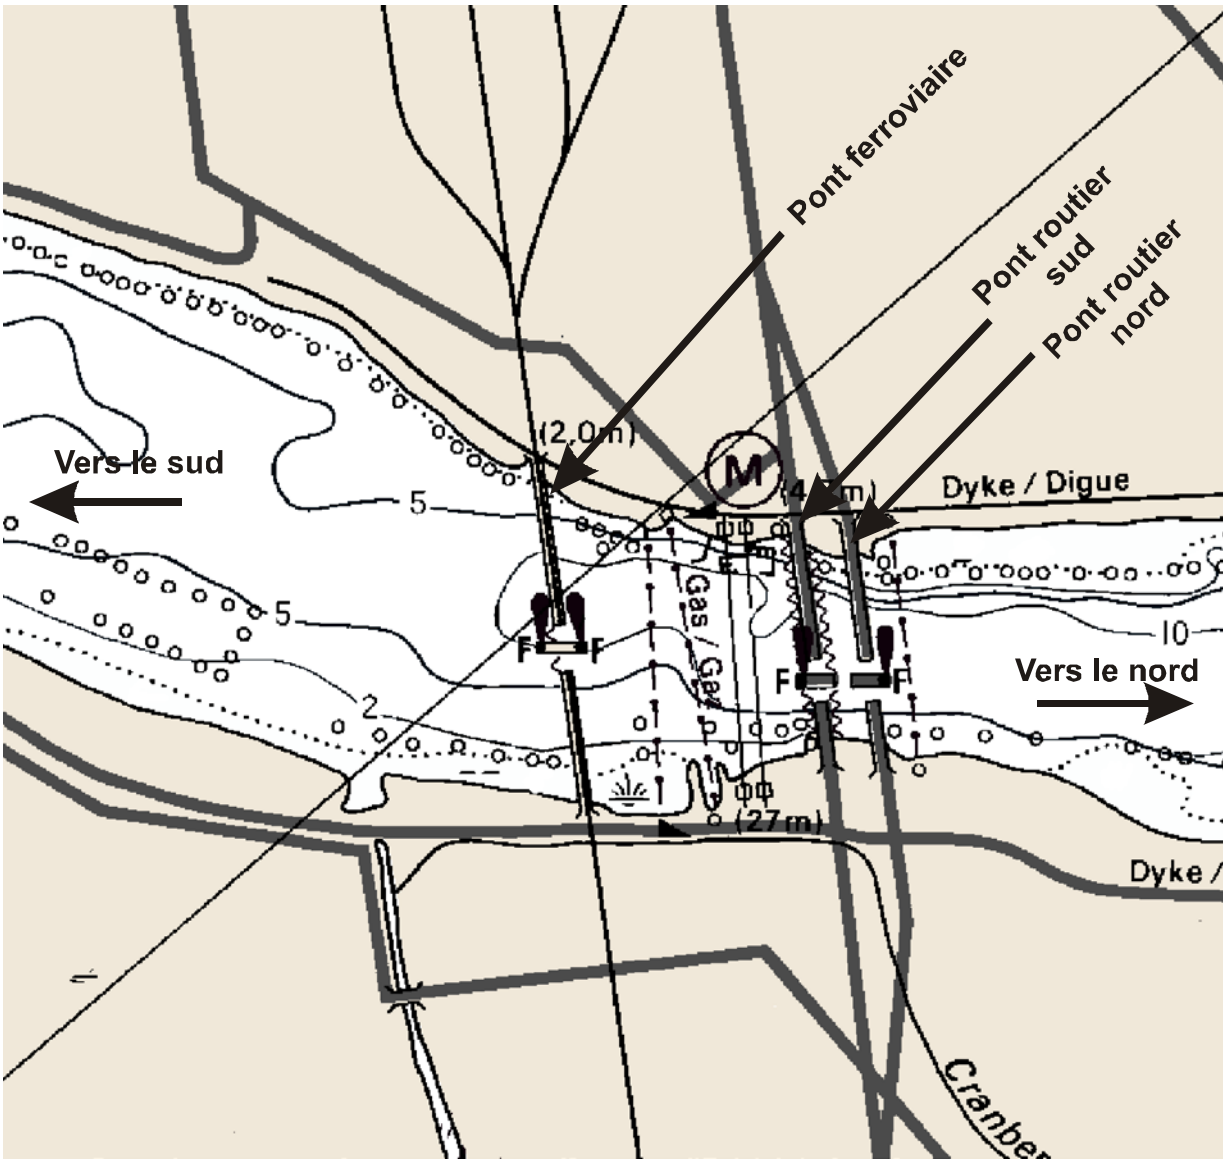 Pont ferroviaire
Pont routier
sud
Pont routier
nord
(2,0m)
M
Dyke / Digue
Vers le sud
5
5
Gas / Gaz
10
F
F
F
F
Vers le nord
2
(27m)
Dyke /
Cranber